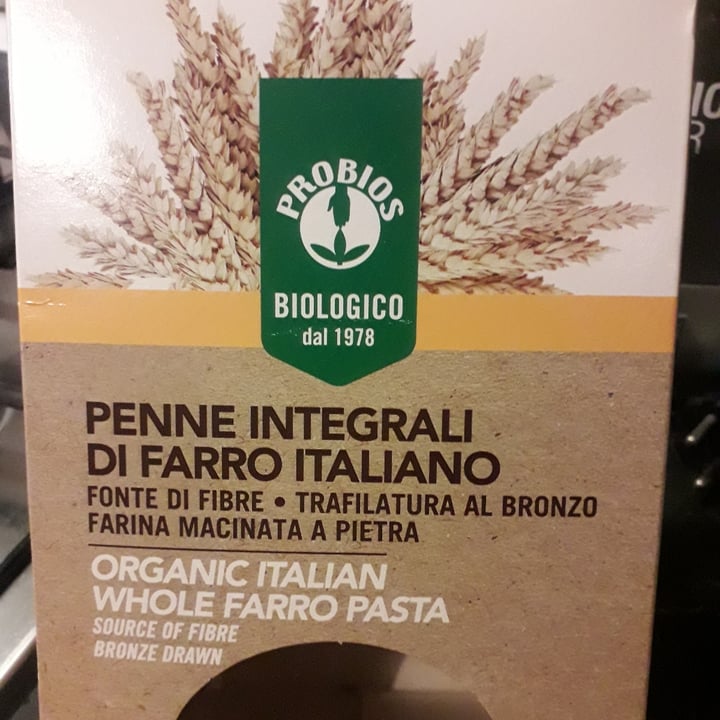 PROBIOS
BIOLOGICO
dal 1978
PENNE INTEGRALI
DI FARRO ITALIANO
FONTE DI FIBRE • TRAFILATURA AL BRONZO
FARINA MACINATA A PIETRA
ORGANIC ITALIAN
WHOLE FARRO PASTA
SOURCE OF FIBRE
BRONZE DRAWN